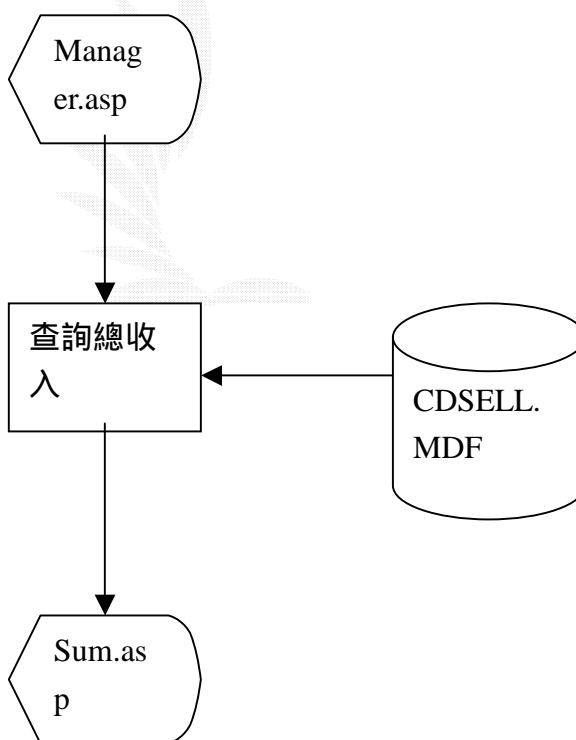 Manag
er.asp
查詢總收
入
CDSELL.
MDF
Sum.as
p